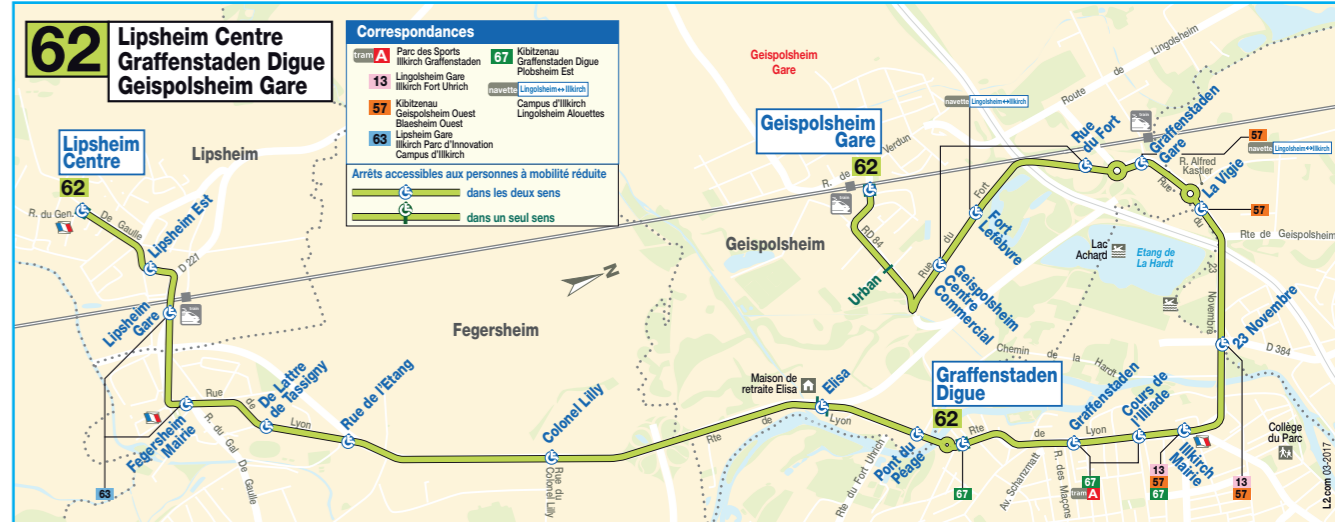 62
Lipsheim Centre
Graffenstaden Digue
Geispolsheim Gare
Correspondances
tram A
Parc des Sports
Illkirch Graffenstaden
13
Lingolsheim Gare
Illkirch Fort Uhrich
57
Kibitzenau
Geispolsheim Ouest
Blaesheim Ouest
63
Lipsheim Gare
Illkirch Parc d'Innovation
Campus d'Illkirch
67
Kibitzenau
Graffenstaden Digue
Plobsheim Est
navette Lingolsheim↔Illkirch
Campus d'Illkirch
Lingolsheim Alouettes
Arrêts accessibles aux personnes à mobilité réduite
dans les deux sens
dans un seul sens
Lipsheim
Centre
62
Lipsheim
R. du Gen.
De Gaulle
Lipsheim Est
D 221
Lipsheim
Gare
train
63
Fegersheim
Mairie
Rue de Lyon
R. du Gal De Gaulle
De Lattre
de Tassigny
Rue de l'Etang
Fegersheim
Colonel Lilly
Rue du
Colonel Lilly
Rte de Lyon
N
Maison de
retraite Elisa
Elisa
Rte du Fort Uhrich
Pont du
Péage
Graffenstaden
Digue
62
67
Rte de Lyon
Av. Schanzmatt
R. des Maçons
Graffenstaden
67
tram A
Cours de
l'Illiade
Illkirch
Mairie
13
57
67
13
57
23 Novembre
D 384
Collège
du Parc
Chemin de la Hardt
Geispolsheim
Gare
Geispolsheim
Gare
62
R. de Verdun
train
RD 84
Geispolsheim
Urban
Geispolsheim
Centre
Commercial
Rue du Fort
Fort
Lefèbvre
navette Lingolsheim↔Illkirch
Route de Lingolsheim
Rue
du Fort
train
Graffenstaden
Gare
57
navette Lingolsheim↔Illkirch
R. Alfred
Kastler
La Vigie
57
Rue du 23 Novembre
Rte de Geispolsheim
Lac
Achard
Etang de
La Hardt
L2.com 03-2017